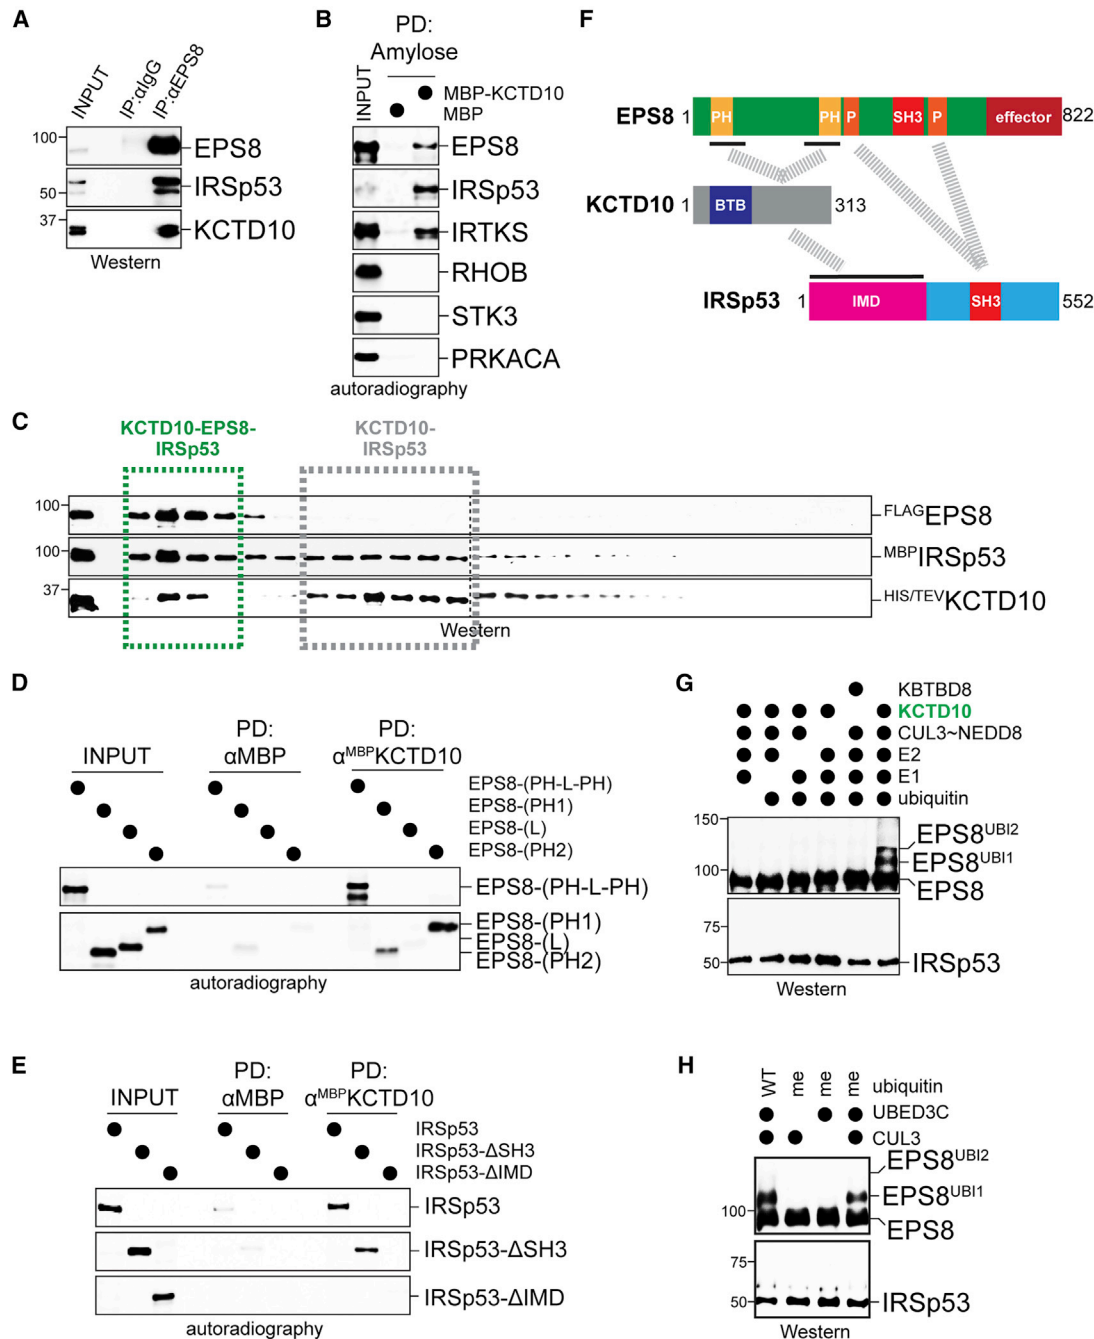 A
INPUT
IP:αIgG
IP:αEPS8
100
EPS8
50
IRSp53
37
KCTD10
Western
B
PD:
Amylose
INPUT
MBP-KCTD10
MBP
EPS8
IRSp53
IRTKS
RHOB
STK3
PRKACA
autoradiography
F
EPS8 1 PH PH P SH3 P effector 822
KCTD10 1 BTB 313
IRSp53 1 IMD SH3 552
C
KCTD10-EPS8-
IRSp53
KCTD10-
IRSp53
100
FLAGEPS8
100
MBPIRSp53
37
HIS/TEVKCTD10
Western
D
INPUT
PD:
αMBP
PD:
αMBPKCTD10
EPS8-(PH-L-PH)
EPS8-(PH1)
EPS8-(L)
EPS8-(PH2)
EPS8-(PH-L-PH)
EPS8-(PH1)
EPS8-(L)
EPS8-(PH2)
autoradiography
G
KBTBD8
KCTD10
CUL3~NEDD8
E2
E1
ubiquitin
150
EPS8UBI2
EPS8UBI1
100
EPS8
75
50
IRSp53
Western
E
INPUT
PD:
αMBP
PD:
αMBPKCTD10
IRSp53
IRSp53-ΔSH3
IRSp53-ΔIMD
IRSp53
IRSp53-ΔSH3
IRSp53-ΔIMD
autoradiography
H
WT me me me ubiquitin
UBED3C
CUL3
EPS8UBI2
EPS8UBI1
100
EPS8
75
50
IRSp53
Western